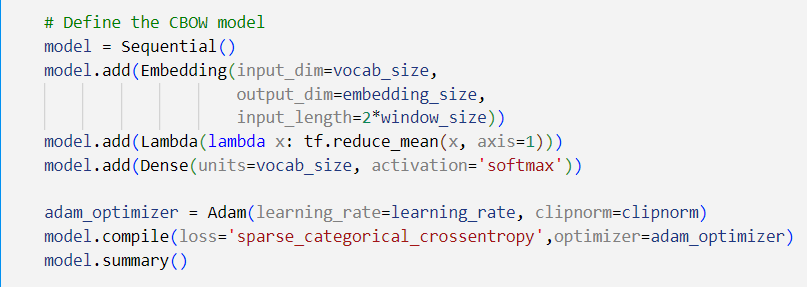 # Define the CBOW model
model = Sequential()
model.add(Embedding(input_dim=vocab_size,
                    output_dim=embedding_size,
                    input_length=2*window_size))
model.add(Lambda(lambda x: tf.reduce_mean(x, axis=1)))
model.add(Dense(units=vocab_size, activation='softmax'))

adam_optimizer = Adam(learning_rate=learning_rate, clipnorm=clipnorm)
model.compile(loss='sparse_categorical_crossentropy',optimizer=adam_optimizer)
model.summary()